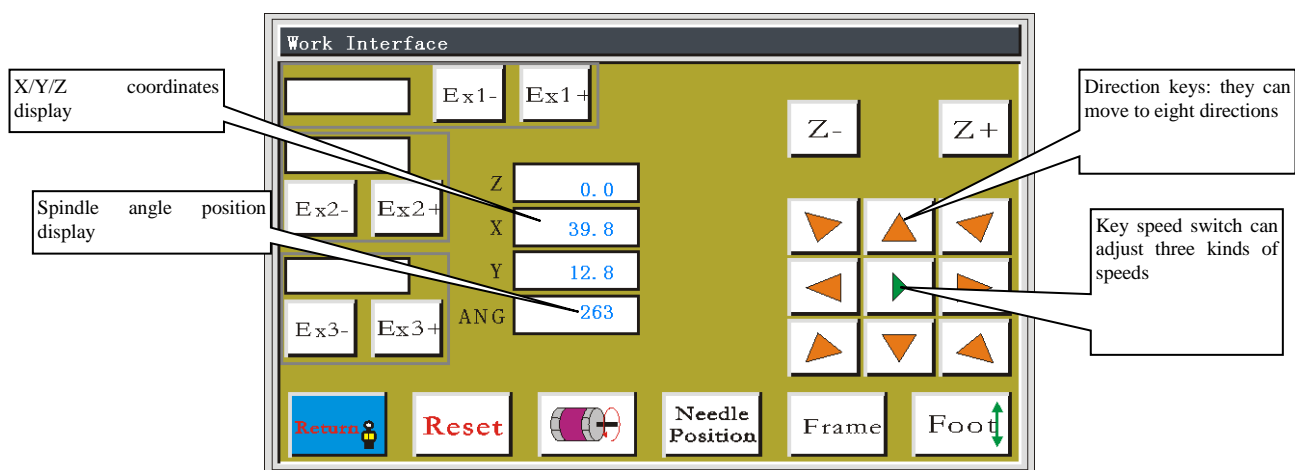 Work Interface
X/Y/Z coordinates
display
Ex1-
Ex1+
Direction keys: they can
move to eight directions
Z-
Z+
Spindle angle position
display
Ex2-
Ex2+
Z
0.0
X
39.8
Y
12.8
ANG
263
Key speed switch can
adjust three kinds of
speeds
Ex3-
Ex3+
Return
Reset
Needle
Position
Frame
Foot